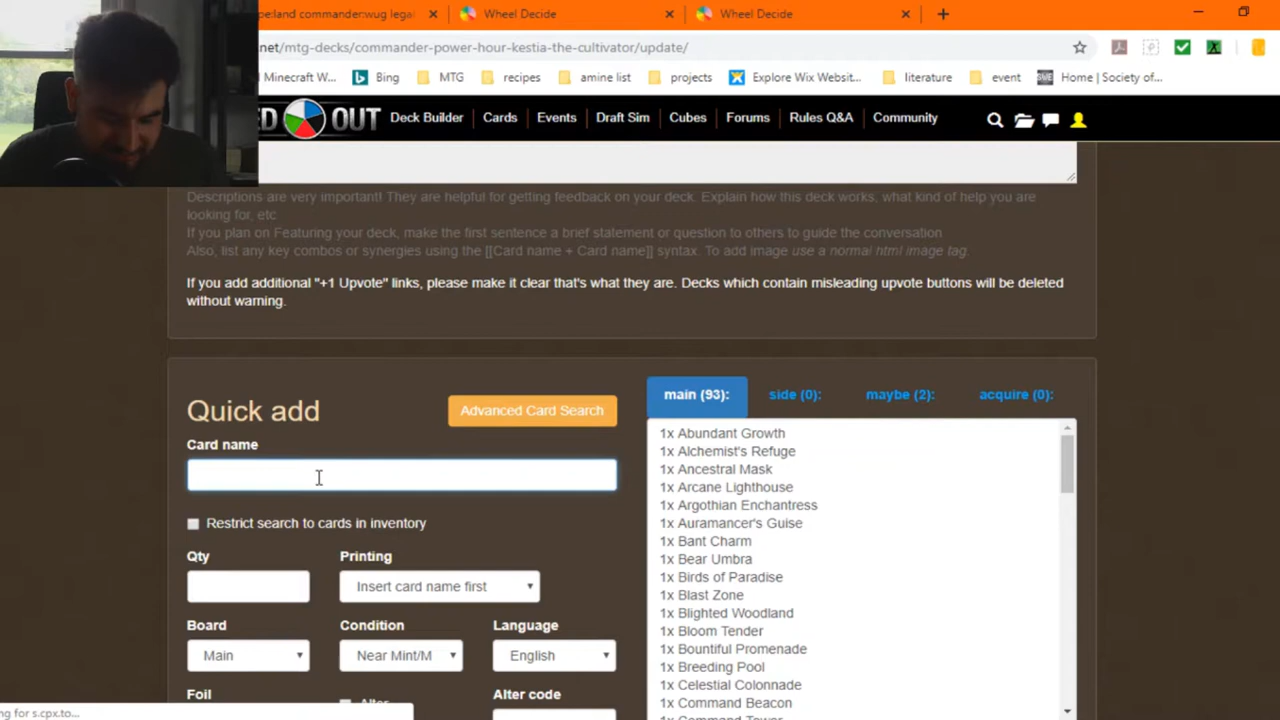 pe:land commander:wug legal
Wheel Decide
Wheel Decide
.net/mtg-decks/commander-power-hour-kestia-the-cultivator/update/
Minecraft W...
Bing
MTG
recipes
amine list
projects
Explore Wix Websit...
literature
event
Home | Society of...
ED OUT
Deck Builder
Cards
Events
Draft Sim
Cubes
Forums
Rules Q&A
Community
Descriptions are very important! They are helpful for getting feedback on your deck. Explain how this deck works, what kind of help you are
looking for, etc
If you plan on Featuring your deck, make the first sentence a brief statement or question to others to guide the conversation
Also, list any key combos or synergies using the [[Card name + Card name]] syntax. To add image use a normal html image tag.
If you add additional "+1 Upvote" links, please make it clear that's what they are. Decks which contain misleading upvote buttons will be deleted
without warning.
Quick add
Advanced Card Search
Card name
Restrict search to cards in inventory
Qty
Printing
Insert card name first
Board
Condition
Language
Main
Near Mint/M
English
Foil
Alter
Alter code
main (93):
side (0):
maybe (2):
acquire (0):
1x Abundant Growth
1x Alchemist's Refuge
1x Ancestral Mask
1x Arcane Lighthouse
1x Argothian Enchantress
1x Auramancer's Guise
1x Bant Charm
1x Bear Umbra
1x Birds of Paradise
1x Blast Zone
1x Blighted Woodland
1x Bloom Tender
1x Bountiful Promenade
1x Breeding Pool
1x Celestial Colonnade
1x Command Beacon
1x Command Tower
ng for s.cpx.to...